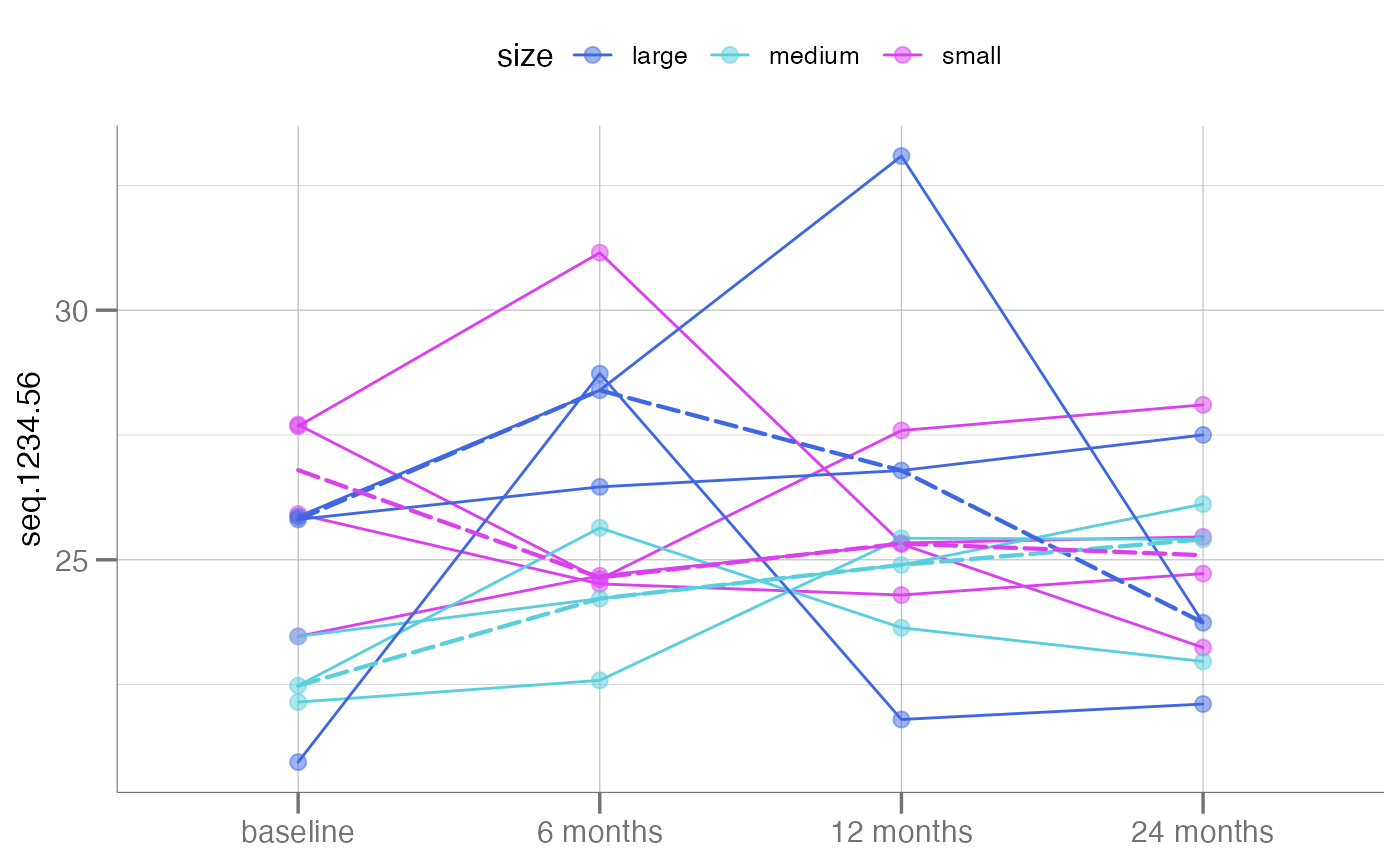 size large medium small
30
25
seq.1234.56
baseline 6 months 12 months 24 months